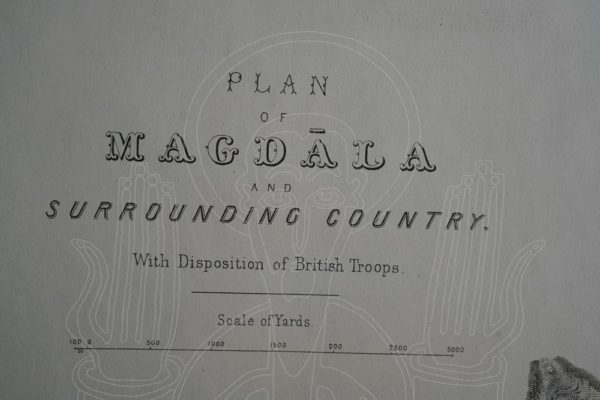 PLAN
OF
MAGDĀLA
AND
SURROUNDING COUNTRY.
With Disposition of British Troops.
Scale of Yards.
100 0 500 1000 1500 200 2500 3000